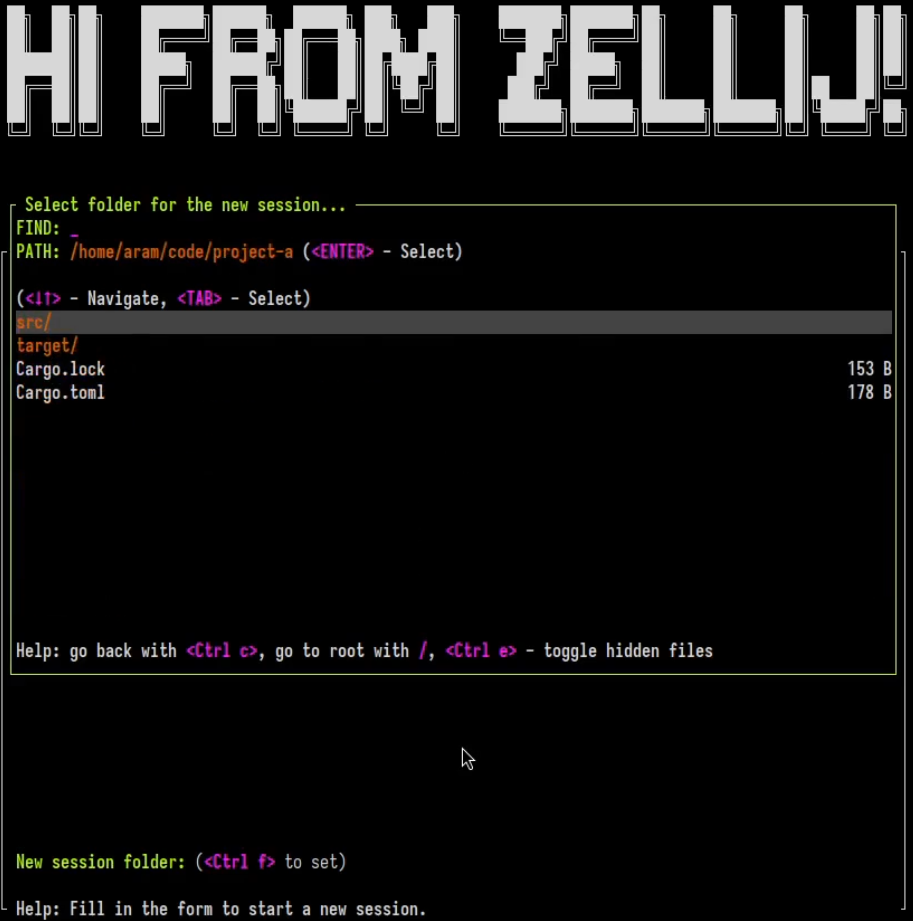 HI FROM ZELLIJ!
Select folder for the new session...
FIND: _
PATH: /home/aram/code/project-a (<ENTER> - Select)
(<↓↑> - Navigate, <TAB> - Select)
src/
target/
Cargo.lock 153 B
Cargo.toml 178 B
Help: go back with <Ctrl c>, go to root with /, <Ctrl e> - toggle hidden files
New session folder: (<Ctrl f> to set)
Help: Fill in the form to start a new session.